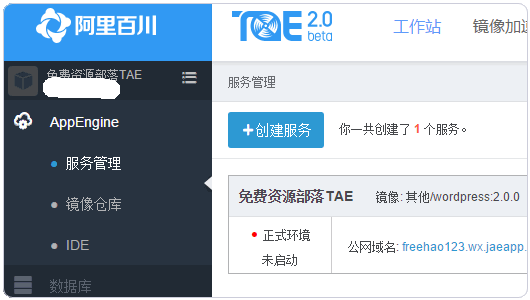 阿里百川
TAE 2.0 beta
工作站
镜像加速
免费资源部落TAE
服务管理
AppEngine
创建服务
你一共创建了 1 个服务。
服务管理
镜像仓库
免费资源部落TAE
镜像: 其他/wordpress:2.0.0
IDE
正式环境
未启动
公网域名: freehao123.wx.jaeapp.
数据库